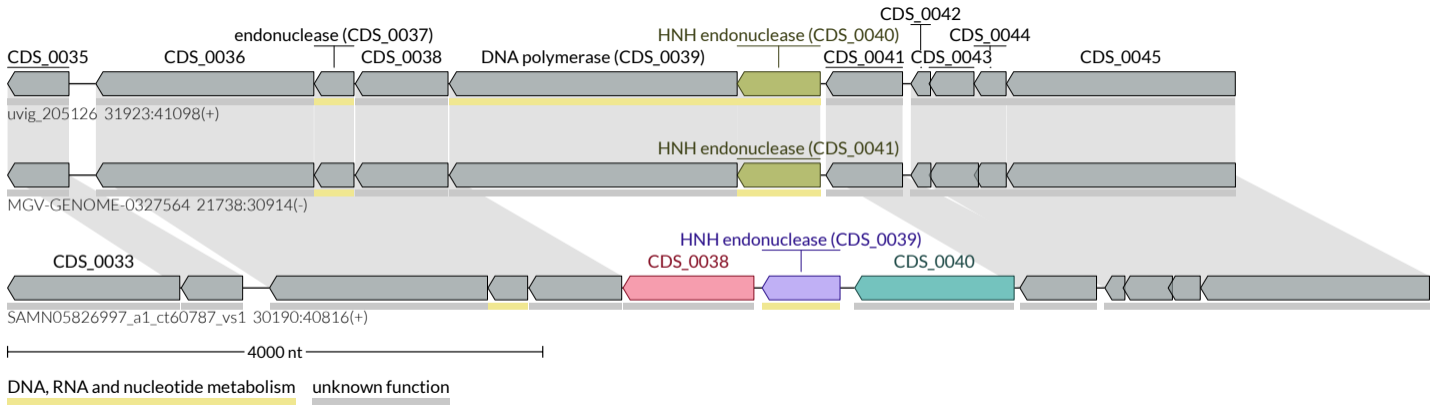 CDS_0042
endonuclease (CDS_0037) HNH endonuclease (CDS_0040) CDS_0044
CDS_0035 CDS_0036 CDS_0038 DNA polymerase (CDS_0039) CDS_0041 CDS_0043 CDS_0045
uvig_205126 31923:41098(+)
HNH endonuclease (CDS_0041)
MGV-GENOME-0327564 21738:30914(-)
HNH endonuclease (CDS_0039)
CDS_0033 CDS_0038 CDS_0040
SAMN05826997_a1_ct60787_vs1 30190:40816(+)
4000 nt
DNA, RNA and nucleotide metabolism unknown function